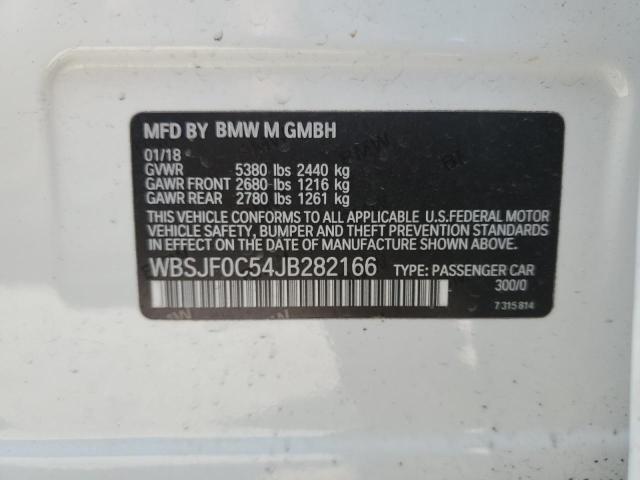 MFD BY BMW M GMBH
01/18
GVWR 5380 lbs 2440 kg
GAWR FRONT 2680 lbs 1216 kg
GAWR REAR 2780 lbs 1261 kg
THIS VEHICLE CONFORMS TO ALL APPLICABLE U.S.FEDERAL MOTOR
VEHICLE SAFETY, BUMPER AND THEFT PREVENTION STANDARDS
IN EFFECT ON THE DATE OF MANUFACTURE SHOWN ABOVE.
WBSJF0C54JB282166 TYPE: PASSENGER CAR
300/0
7 315 814